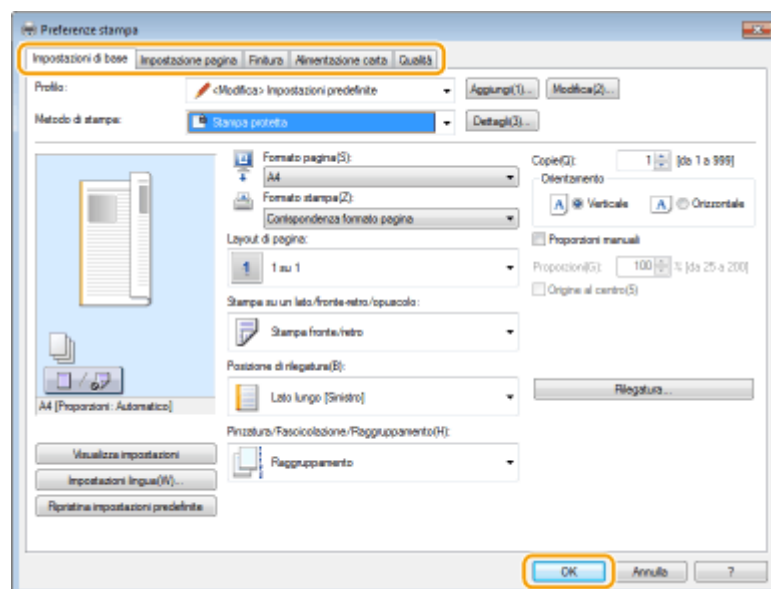 Preferenze stampa
Impostazioni di base Impostazione pagina Finitura Alimentazione carta Qualità
Profilo: <Modifica> Impostazioni predefinite Aggiungi(1)... Modifica(2)...
Metodo di stampa: Stampa protetta Dettagli(3)...
Formato pagina(S):
A4
Formato stampa(Z):
Corrispondenza formato pagina
Layout di pagina:
1 1 su 1
Stampa su un lato/fronte-retro/opuscolo:
Stampa fronte/retro
Posizione di rilegatura(B):
Lato lungo [Sinistro]
Pinzatura/Fascicolazione/Raggruppamento(H):
Raggruppamento
Copie(Q): 1 [da 1 a 999]
Orientamento
A Verticale A Orizzontale
Proporzioni manuali
Proporzioni(G): 100 % [da 25 a 200]
Origine al centro(5)
Rilegatura...
A4 [Proporzioni: Automatico]
Visualizza impostazioni
Impostazioni lingua(W)...
Ripristina impostazioni predefinite
OK Annulla ?